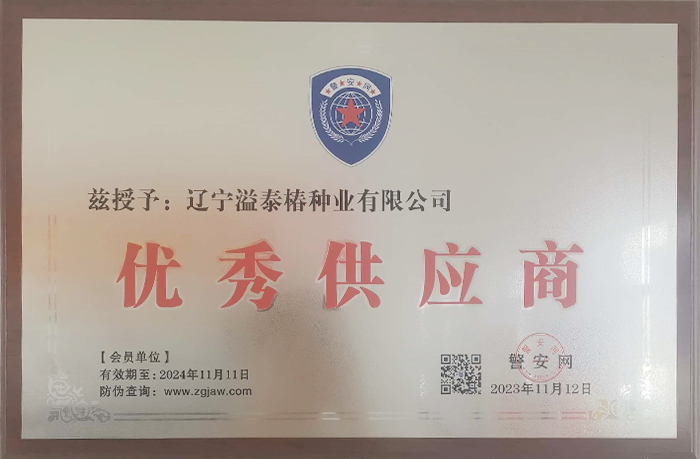 警安网
兹授予：辽宁溢泰椿种业有限公司
优秀供应商
【会员单位】
有效期至：2024年11月11日
防伪查询：www.zgjaw.com
警安网
警安网
2023年11月12日